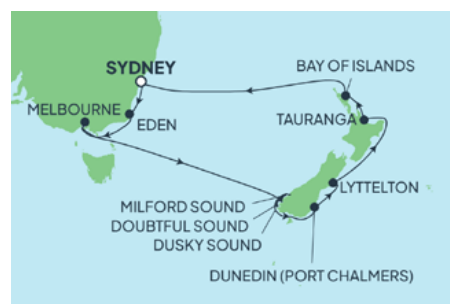 BAY OF ISLANDS
SYDNEY
MELBOURNE
EDEN
TAURANGA
LYTTELTON
MILFORD SOUND
DOUBTFUL SOUND
DUSKY SOUND
DUNEDIN (PORT CHALMERS)